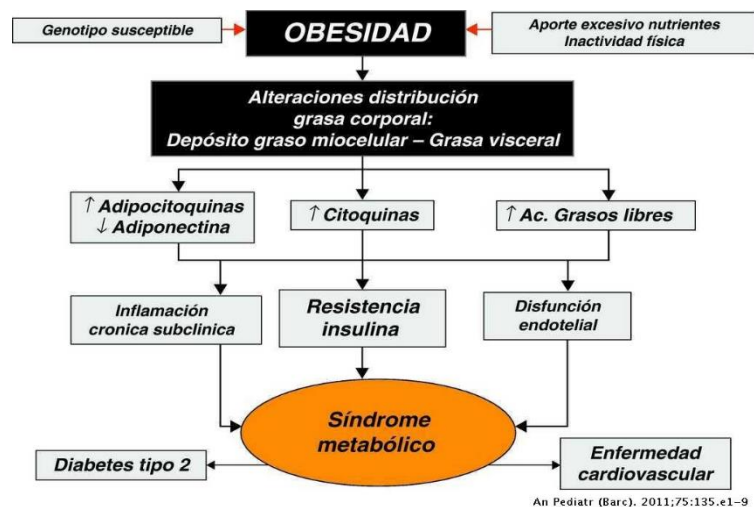 Genotipo susceptible
OBESIDAD
Aporte excesivo nutrientes
Inactividad física
Alteraciones distribución
grasa corporal:
Depósito graso miocelular – Grasa visceral
↑ Adipocitoquinas
↓ Adiponectina
↑ Citoquinas
↑ Ac. Grasos libres
Inflamación
cronica subclinica
Resistencia
insulina
Disfunción
endotelial
Síndrome
metabólico
Diabetes tipo 2
Enfermedad
cardiovascular
An Pediatr (Barc). 2011;75:135.e1-9